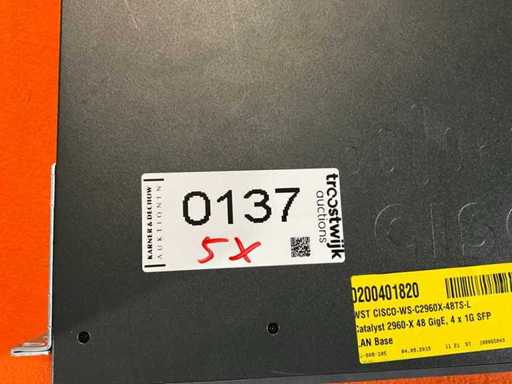 KARNER & DECHOW
AUKTIONEN
0137
5X
troostwijk
auctions
0200401820
WST CISCO-WS-C2960X-48TS-L
Catalyst 2960-X 48 GigE, 4 x 1G SFP
LAN Base
04.05.2015